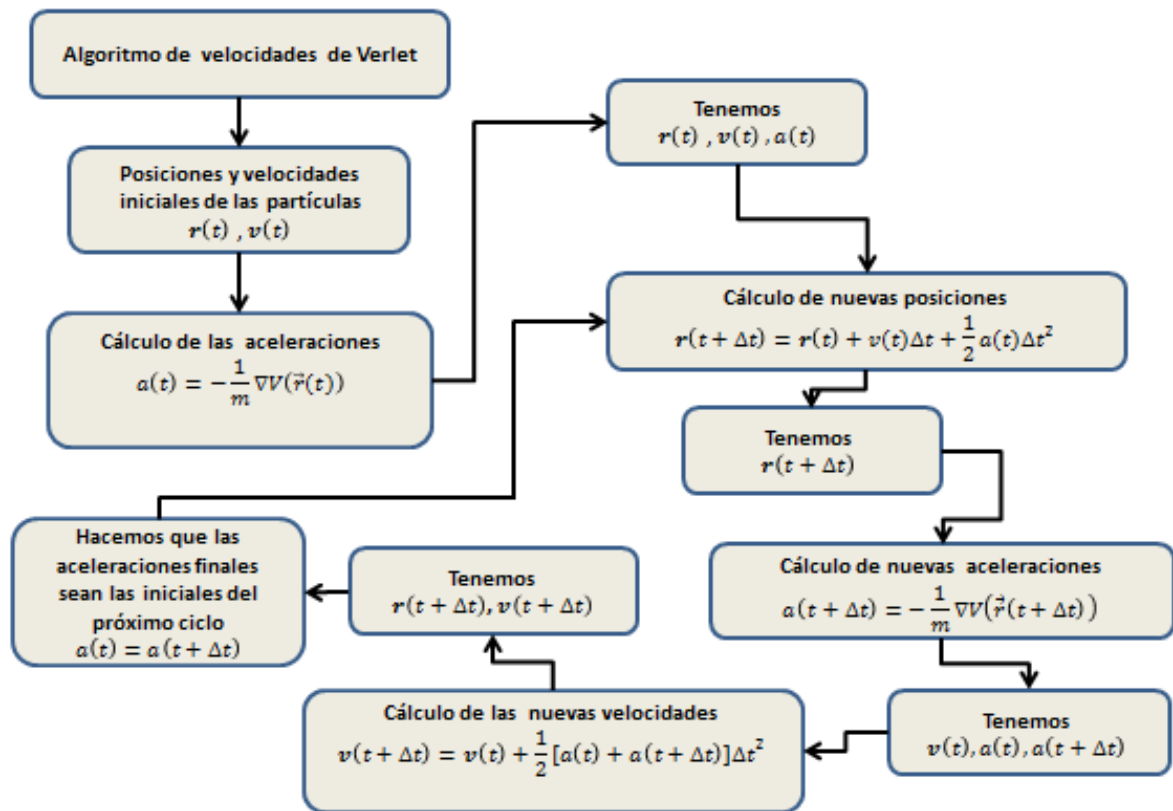 Algoritmo de velocidades de Verlet
Posiciones y velocidades
iniciales de las partículas
r(t) , v(t)
Cálculo de las aceleraciones
a(t) = −1/m ∇V(r⃗(t))
Tenemos
r(t) , v(t) , a(t)
Cálculo de nuevas posiciones
r(t + Δt) = r(t) + v(t)Δt + 1/2 a(t)Δt²
Tenemos
r(t + Δt)
Cálculo de nuevas aceleraciones
a(t + Δt) = −1/m ∇V(r⃗(t + Δt))
Tenemos
v(t), a(t), a(t + Δt)
Cálculo de las nuevas velocidades
v(t + Δt) = v(t) + 1/2 [a(t) + a(t + Δt)]Δt²
Tenemos
r(t + Δt), v(t + Δt)
Hacemos que las
aceleraciones finales
sean las iniciales del
próximo ciclo
a(t) = a(t + Δt)